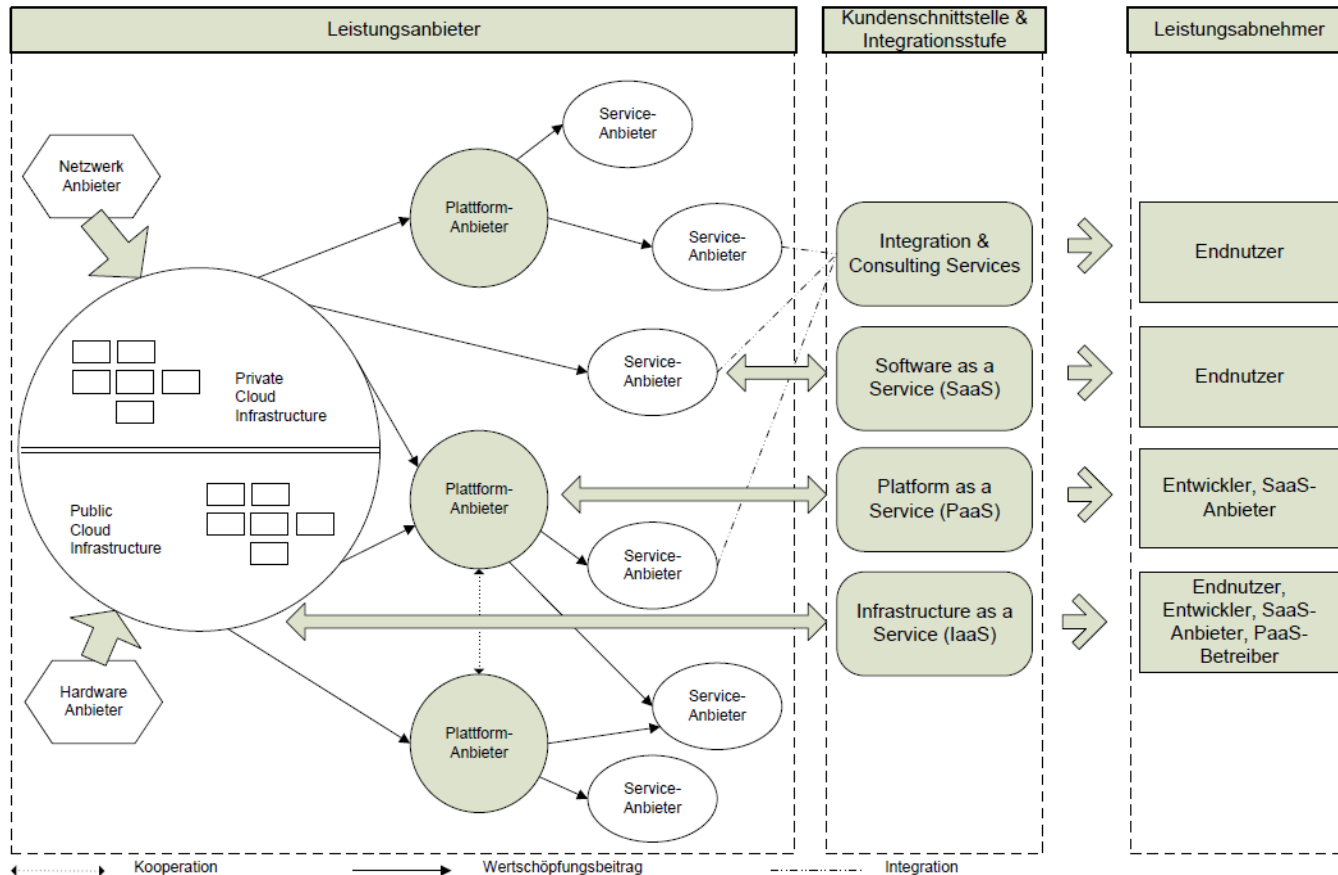 Leistungsanbieter
Kundenschnittstelle &
Integrationsstufe
Leistungsabnehmer
Netzwerk
Anbieter
Private
Cloud
Infrastructure
Public
Cloud
Infrastructure
Hardware
Anbieter
Plattform-
Anbieter
Plattform-
Anbieter
Plattform-
Anbieter
Service-
Anbieter
Service-
Anbieter
Service-
Anbieter
Service-
Anbieter
Service-
Anbieter
Service-
Anbieter
Integration &
Consulting Services
Software as a
Service (SaaS)
Platform as a
Service (PaaS)
Infrastructure as a
Service (IaaS)
Endnutzer
Endnutzer
Entwickler, SaaS-
Anbieter
Endnutzer,
Entwickler, SaaS-
Anbieter, PaaS-
Betreiber
Kooperation
Wertschöpfungsbeitrag
Integration